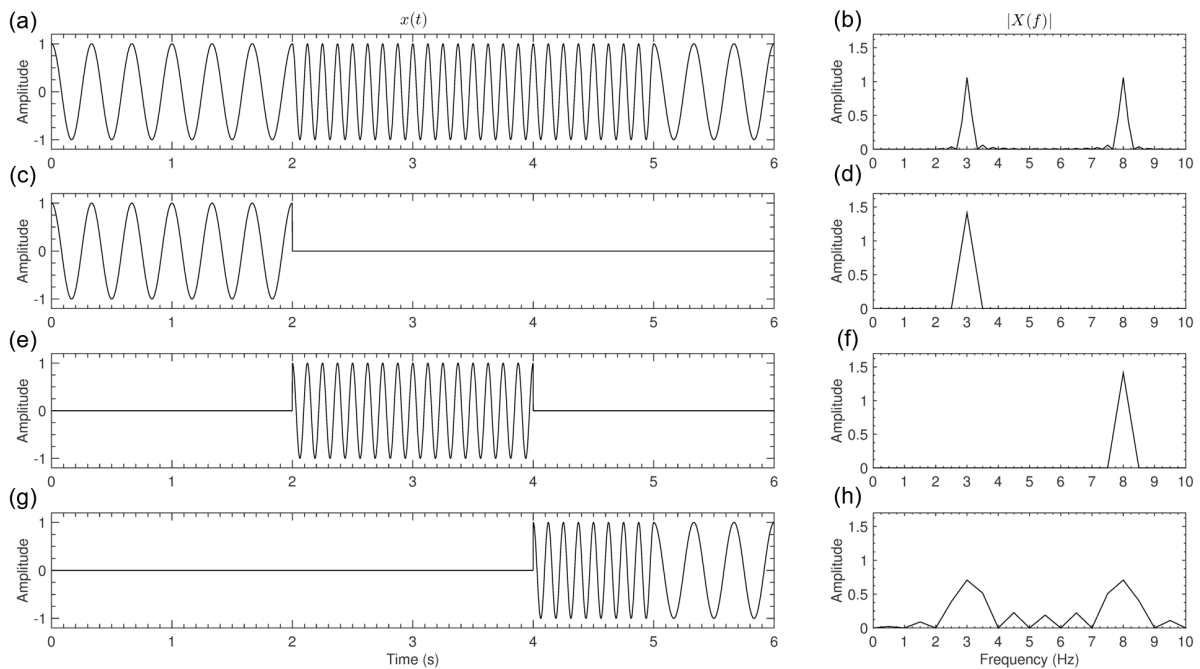 (a) x(t) (b) |X(f)|
Amplitude 1 0 -1
0 1 2 3 4 5 6
Amplitude 1.5 1 0.5 0
0 1 2 3 4 5 6 7 8 9 10
(c) (d)
Amplitude 1 0 -1
0 1 2 3 4 5 6
Amplitude 1.5 1 0.5 0
0 1 2 3 4 5 6 7 8 9 10
(e) (f)
Amplitude 1 0 -1
0 1 2 3 4 5 6
Amplitude 1.5 1 0.5 0
0 1 2 3 4 5 6 7 8 9 10
(g) (h)
Amplitude 1 0 -1
0 1 2 3 4 5 6
Time (s)
Amplitude 1.5 1 0.5 0
0 1 2 3 4 5 6 7 8 9 10
Frequency (Hz)